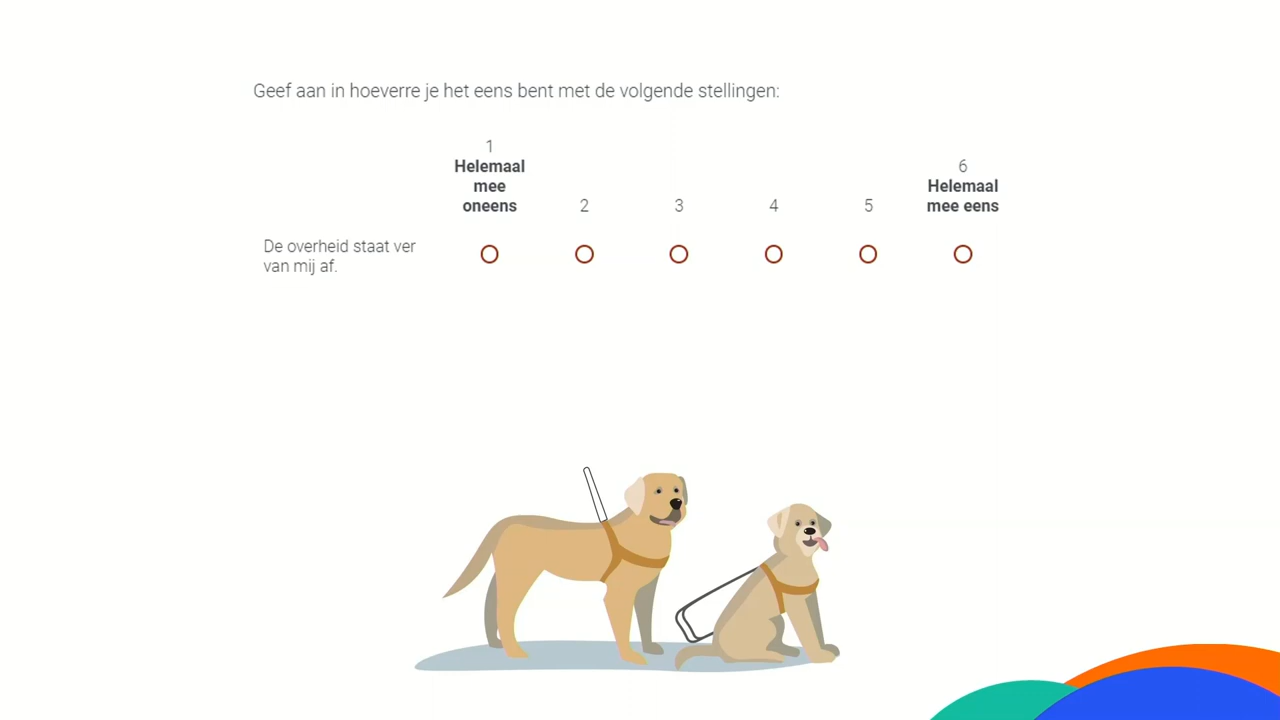 Geef aan in hoeverre je het eens bent met de volgende stellingen:
1
Helemaal
mee
oneens
2
3
4
5
6
Helemaal
mee eens
De overheid staat ver
van mij af.